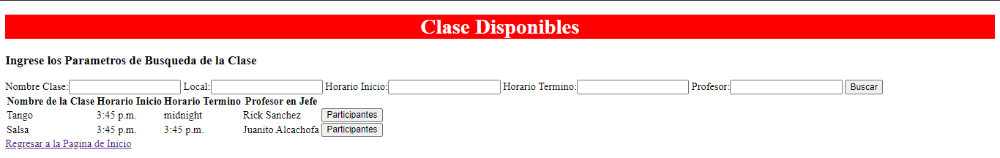 Clase Disponibles
Ingrese los Parametros de Busqueda de la Clase
Nombre Clase: Local: Horario Inicio: Horario Termino: Profesor: Buscar
Nombre de la Clase Horario Inicio Horario Termino Profesor en Jefe
Tango 3:45 p.m. midnight Rick Sanchez Participantes
Salsa 3:45 p.m. 3:45 p.m. Juanito Alcachofa Participantes
Regresar a la Pagina de Inicio